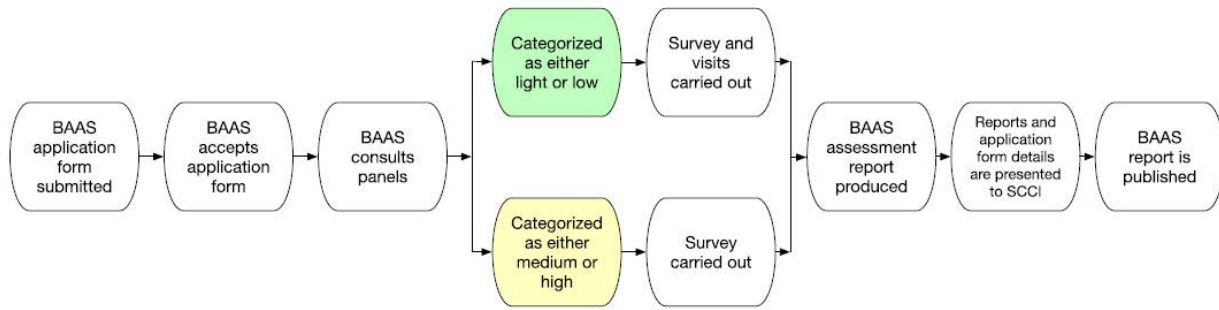 BAAS
application
form
submitted
BAAS
accepts
application
form
BAAS
consults
panels
Categorized
as either
light or low
Survey and
visits
carried out
Categorized
as either
medium or
high
Survey
carried out
BAAS
assessment
report
produced
Reports and
application
form details
are presented
to SCCI
BAAS
report is
published